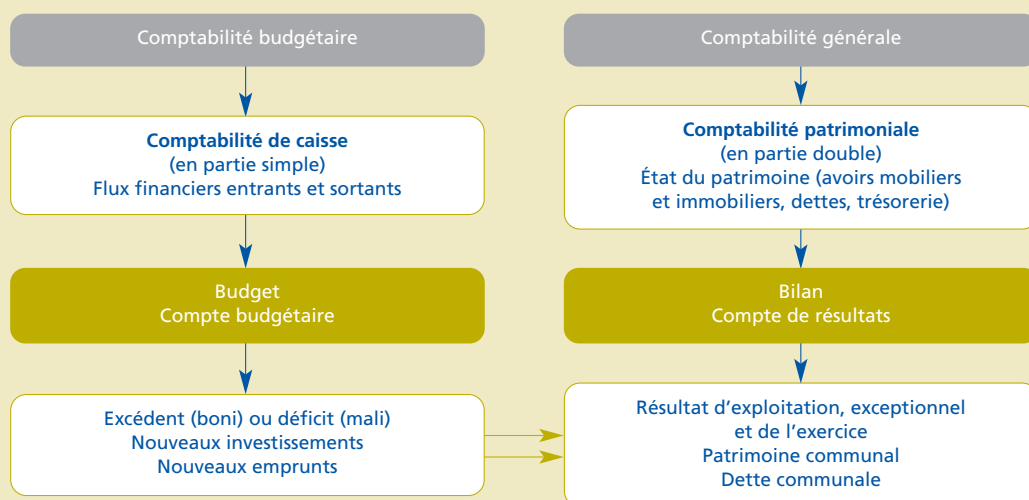 Comptabilité budgétaire
Comptabilité de caisse
(en partie simple)
Flux financiers entrants et sortants
Budget
Compte budgétaire
Excédent (boni) ou déficit (mali)
Nouveaux investissements
Nouveaux emprunts
Comptabilité générale
Comptabilité patrimoniale
(en partie double)
État du patrimoine (avoirs mobiliers
et immobiliers, dettes, trésorerie)
Bilan
Compte de résultats
Résultat d’exploitation, exceptionnel
et de l’exercice
Patrimoine communal
Dette communale